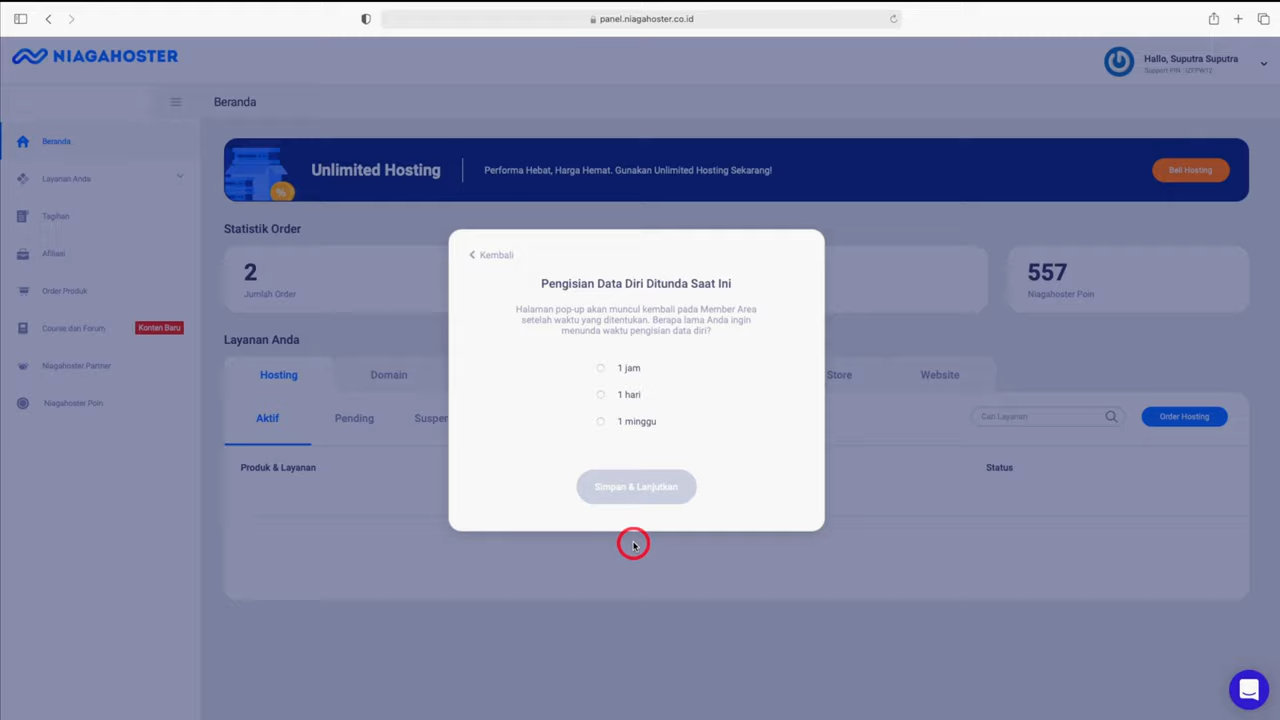 panel.niagahoster.co.id
NIAGAHOSTER
Hallo, Suputra Suputra
Beranda
Beranda
Layanan Anda
Tagihan
Afiliasi
Order Produk
Course dan Forum
Konten Baru
Niagahoster Partner
Niagahoster Poin
Unlimited Hosting
Performa Hebat, Harga Hemat. Gunakan Unlimited Hosting Sekarang!
Beli Hosting
Statistik Order
2
Jumlah Order
557
Niagahoster Poin
Layanan Anda
Hosting
Domain
Store
Website
Aktif
Pending
Suspen
Cari Layanan
Order Hosting
Produk & Layanan
Status
Kembali
Pengisian Data Diri Ditunda Saat Ini
Halaman pop-up akan muncul kembali pada Member Area
setelah waktu yang ditentukan. Berapa lama Anda ingin
menunda waktu pengisian data diri?
1 jam
1 hari
1 minggu
Simpan & Lanjutkan